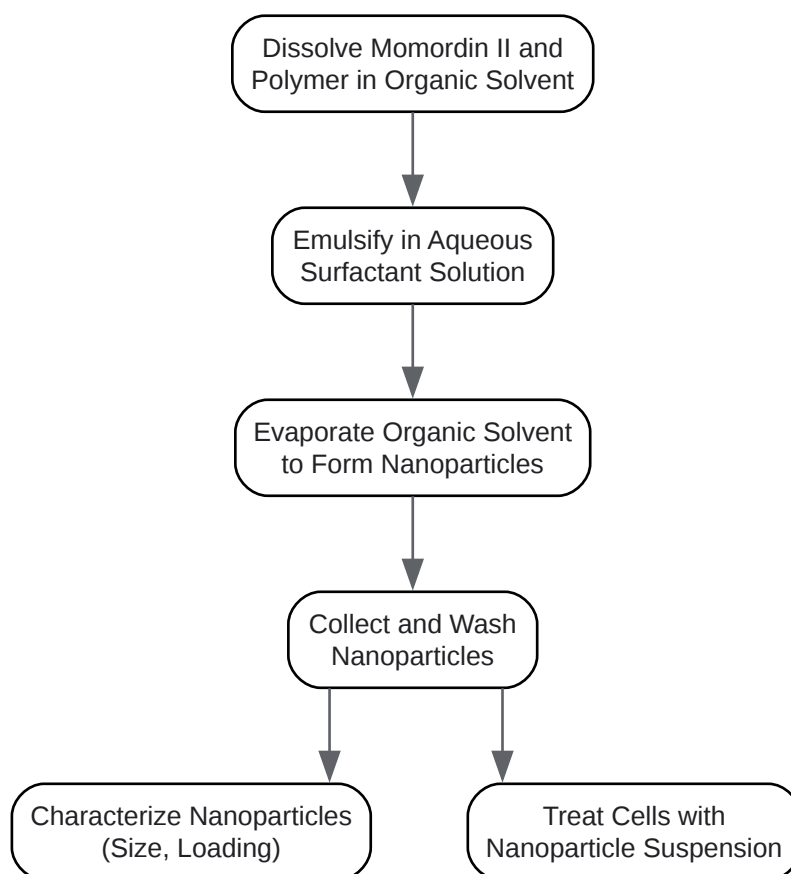 Dissolve Momordin II and
Polymer in Organic Solvent
Emulsify in Aqueous
Surfactant Solution
Evaporate Organic Solvent
to Form Nanoparticles
Collect and Wash
Nanoparticles
Characterize Nanoparticles
(Size, Loading)
Treat Cells with
Nanoparticle Suspension